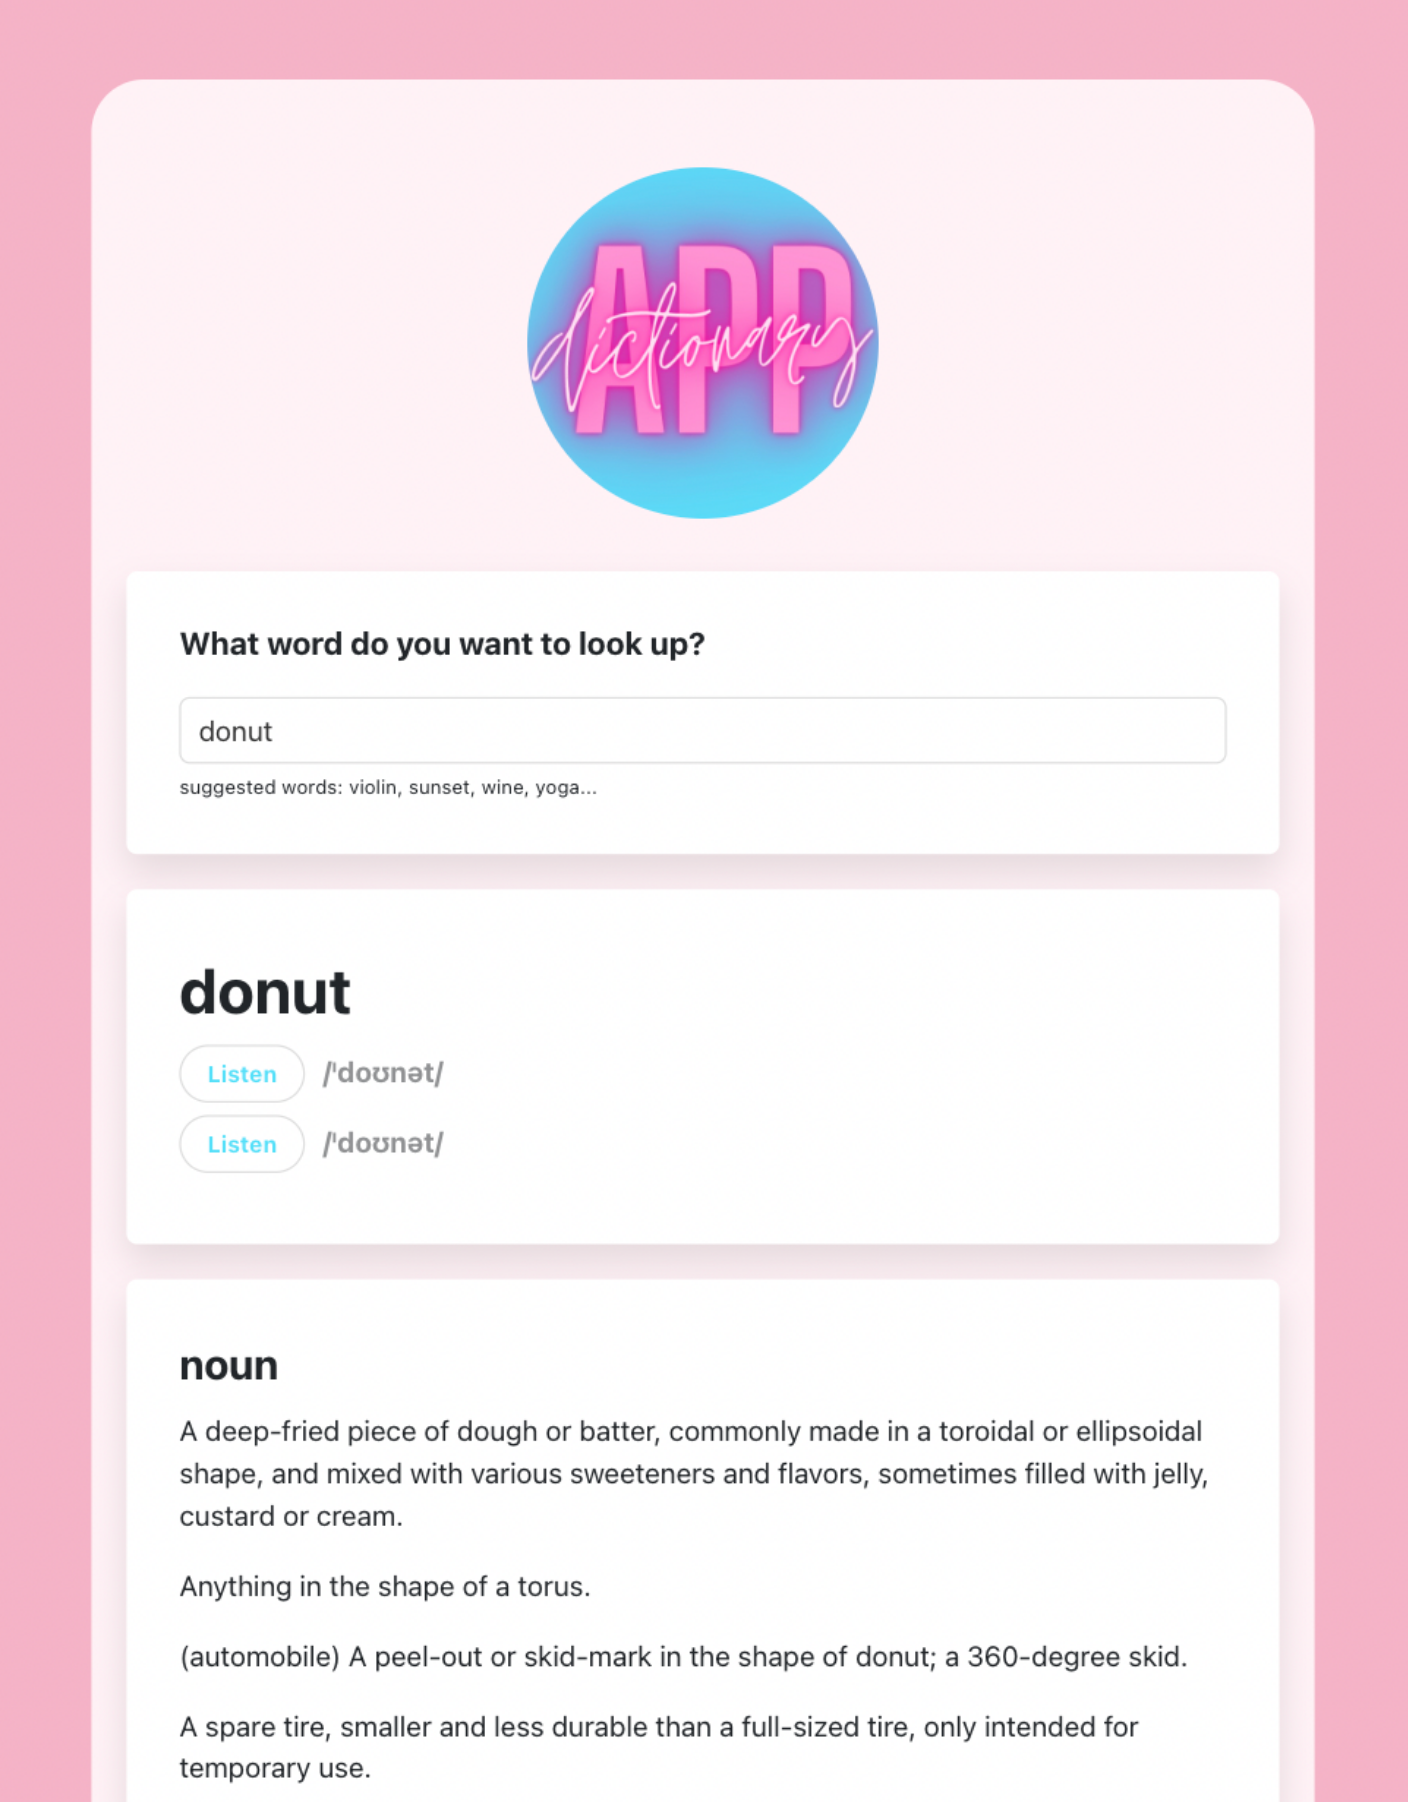 APP
dictionary
What word do you want to look up?
donut
suggested words: violin, sunset, wine, yoga...
donut
Listen /ˈdoʊnət/
Listen /ˈdoʊnət/
noun
A deep-fried piece of dough or batter, commonly made in a toroidal or ellipsoidal
shape, and mixed with various sweeteners and flavors, sometimes filled with jelly,
custard or cream.
Anything in the shape of a torus.
(automobile) A peel-out or skid-mark in the shape of donut; a 360-degree skid.
A spare tire, smaller and less durable than a full-sized tire, only intended for
temporary use.